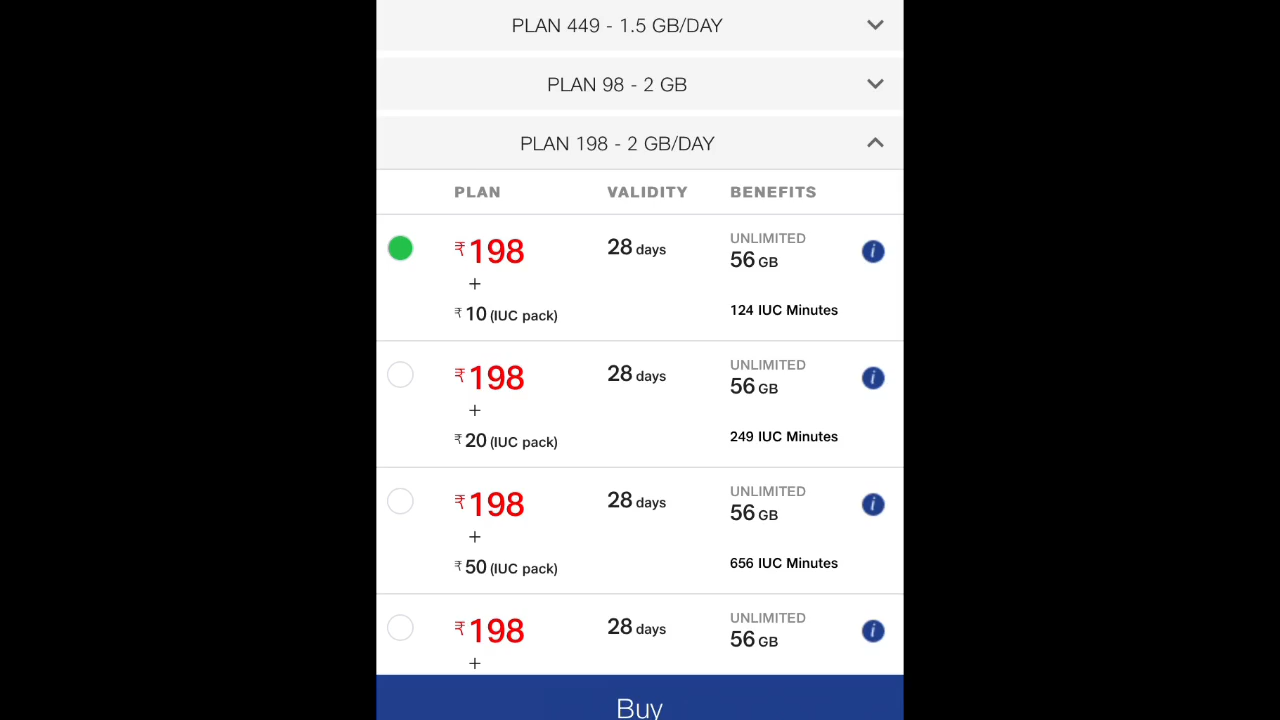 PLAN 449 - 1.5 GB/DAY
PLAN 98 - 2 GB
PLAN 198 - 2 GB/DAY
PLAN VALIDITY BENEFITS
₹198 28 days UNLIMITED
56 GB i
+
₹10 (IUC pack) 124 IUC Minutes
₹198 28 days UNLIMITED
56 GB i
+
₹20 (IUC pack) 249 IUC Minutes
₹198 28 days UNLIMITED
56 GB i
+
₹50 (IUC pack) 656 IUC Minutes
₹198 28 days UNLIMITED
56 GB i
+
Buy